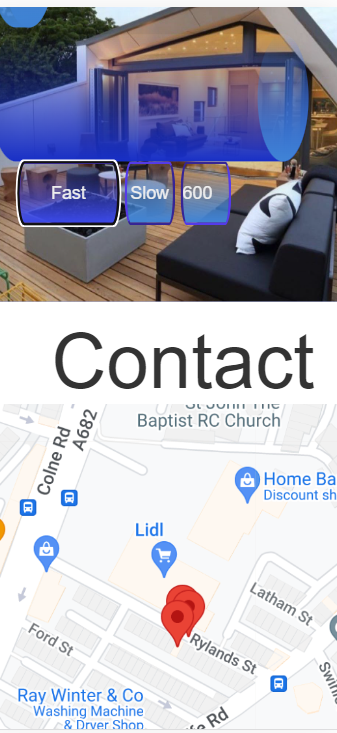 Fast
Slow
600
Contact
St John The
Baptist RC Church
Colne Rd
A682
Home Ba
Discount sh
Lidl
Latham St
Ford St
Rylands St
Ray Winter & Co
Washing Machine
& Dryer Shop
fe Rd
Swin